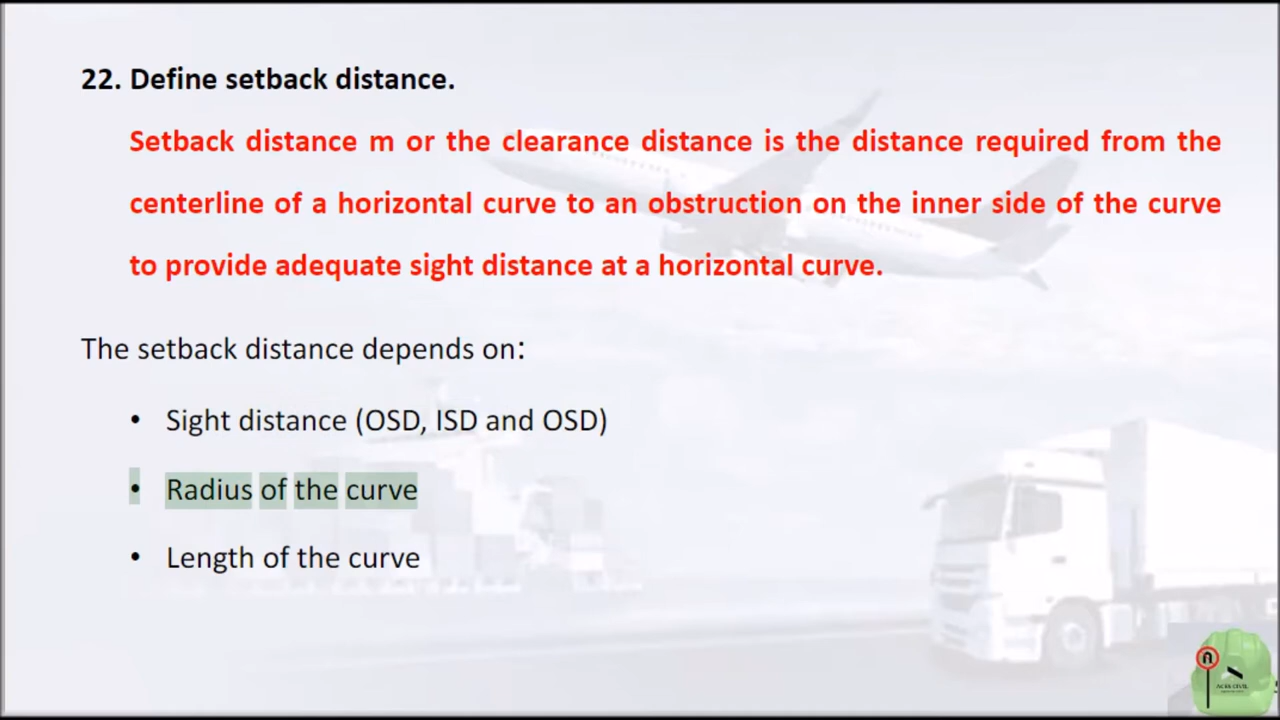 22. Define setback distance.
Setback distance m or the clearance distance is the distance required from the
centerline of a horizontal curve to an obstruction on the inner side of the curve
to provide adequate sight distance at a horizontal curve.
The setback distance depends on:
• Sight distance (OSD, ISD and OSD)
• Radius of the curve
• Length of the curve